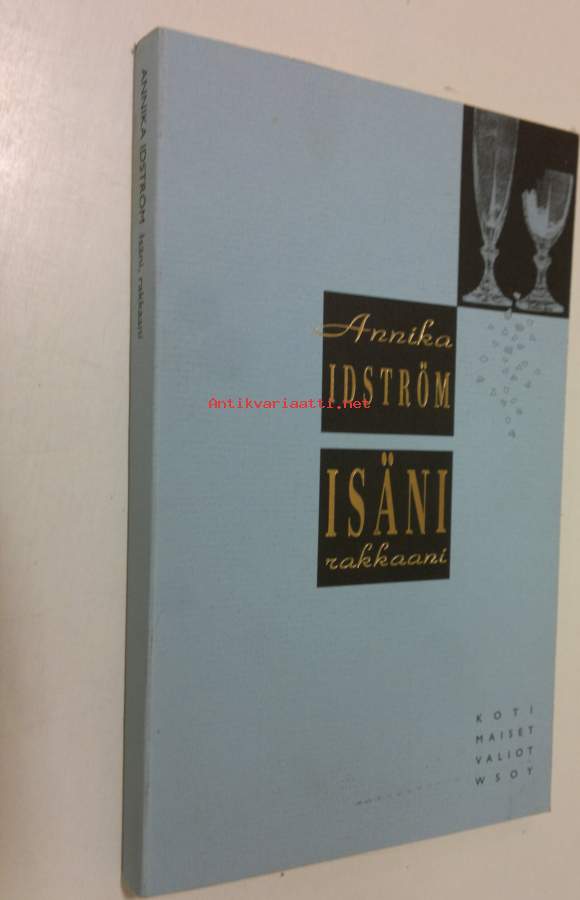 ANNIKA IDSTRÖM Isäni, rakkaani
Annika
IDSTRÖM
Antikvariaatti.net
ISÄNI
rakkaani
KOTI
MAISET
VALIOT
WSOY